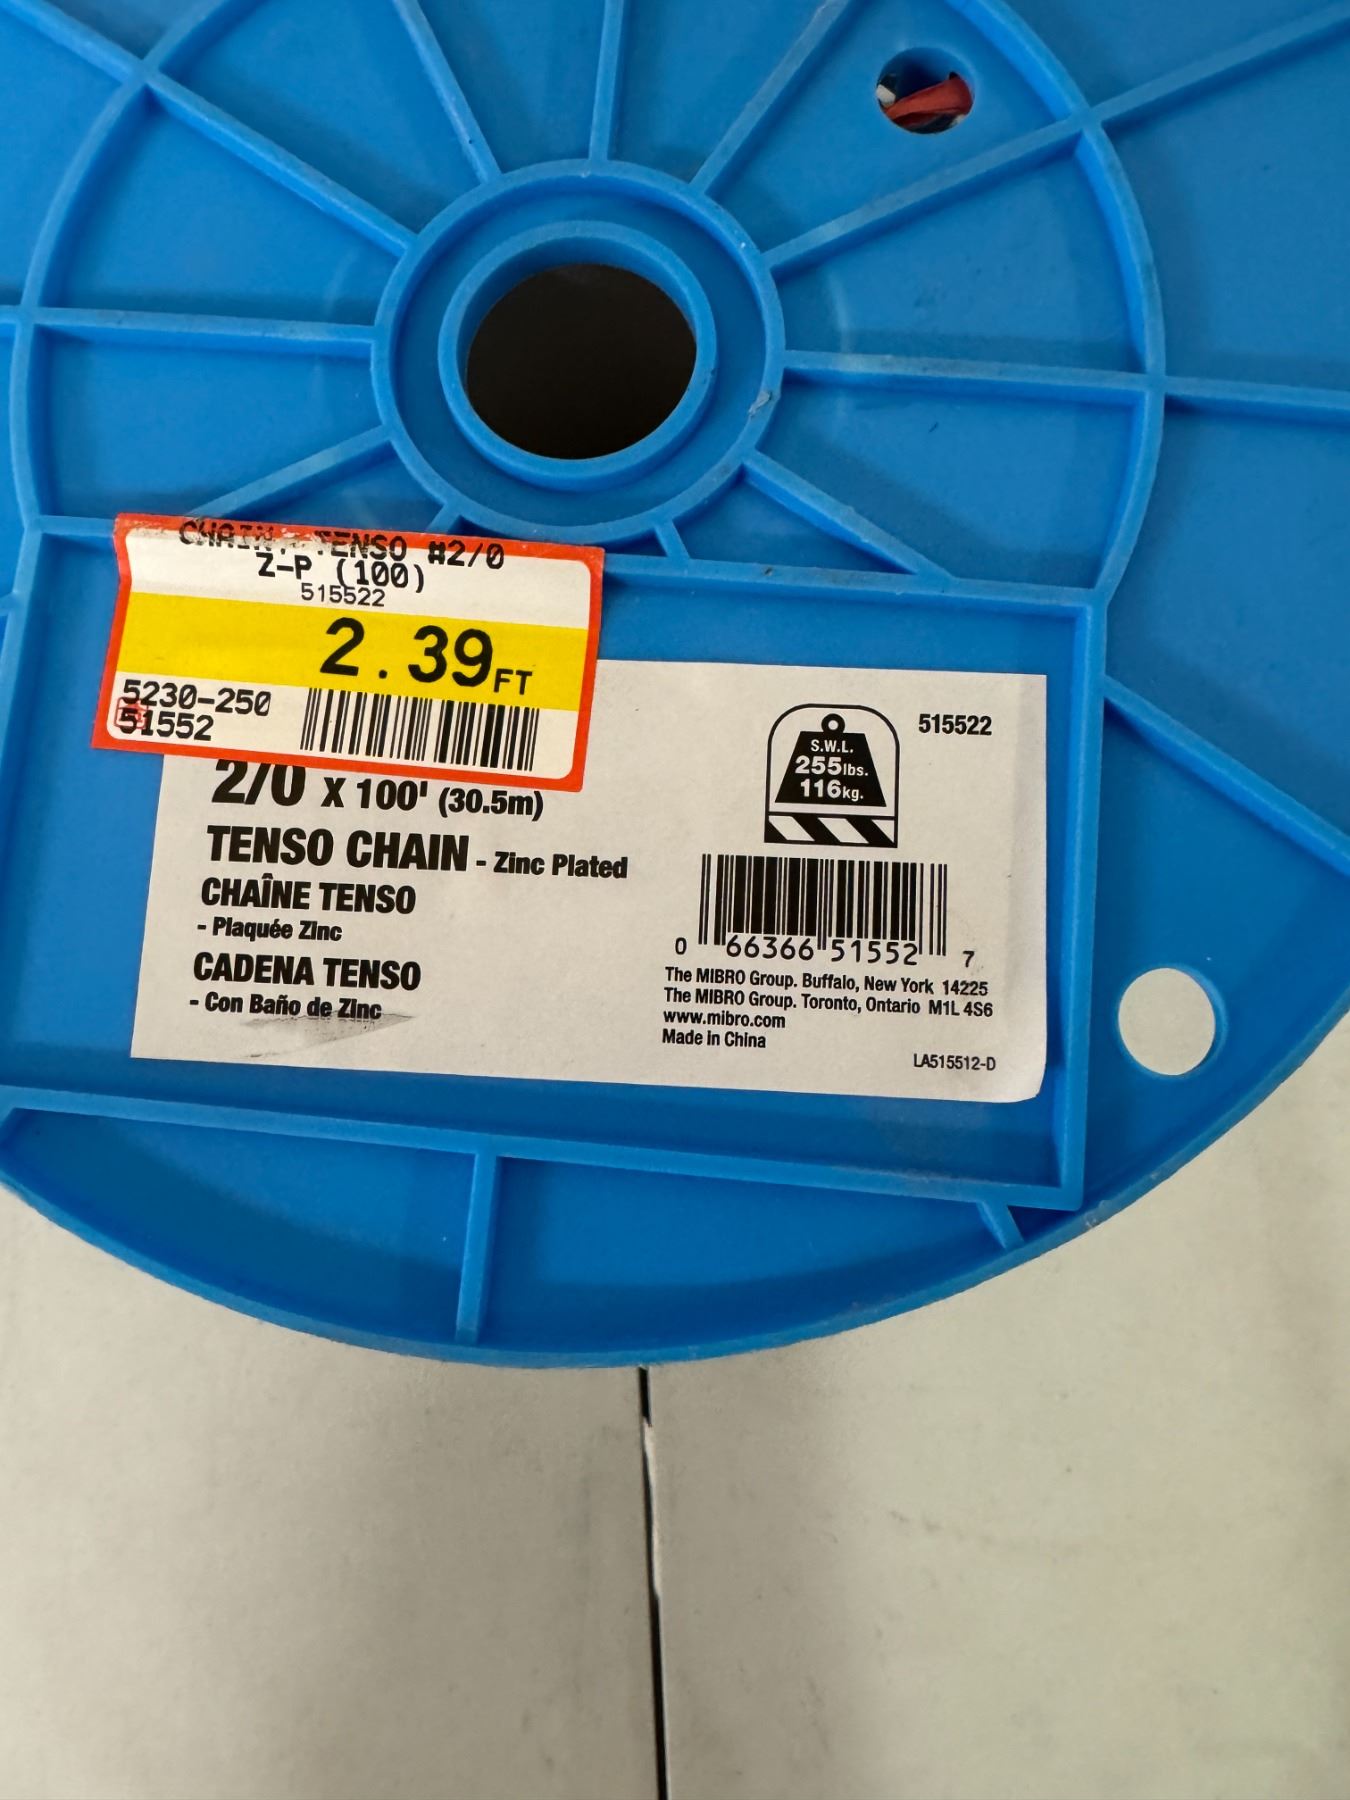 CHAIN, TENSO #2/0
Z-P (100)
515522
2.39FT
5230-250
51552
2/0 X 100' (30.5m)
TENSO CHAIN - Zinc Plated
CHAÎNE TENSO
- Plaquée Zinc
CADENA TENSO
- Con Baño de Zinc
S.W.L.
255lbs.
116kg.
515522
0 66366 51552 7
The MIBRO Group. Buffalo, New York 14225
The MIBRO Group. Toronto, Ontario M1L 4S6
www.mibro.com
Made in China
LA515512-D